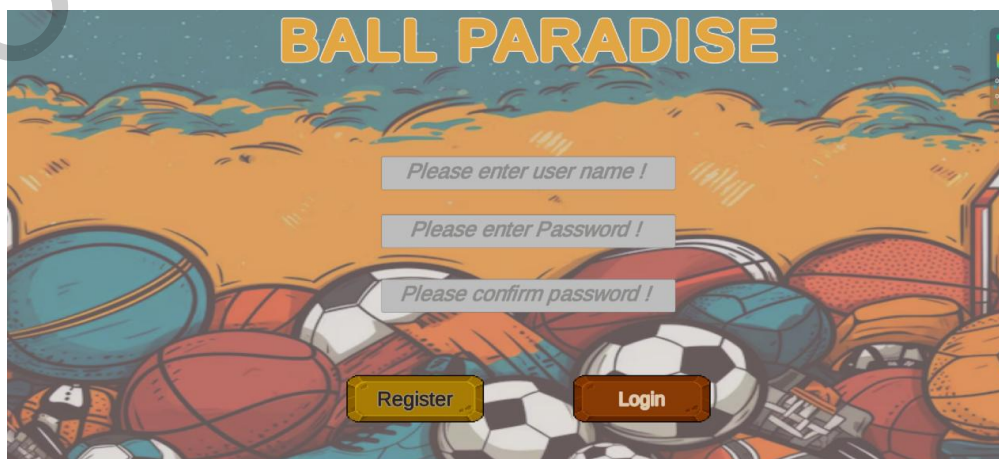 BALL PARADISE
Please enter user name !
Please enter Password !
Please confirm password !
Register
Login